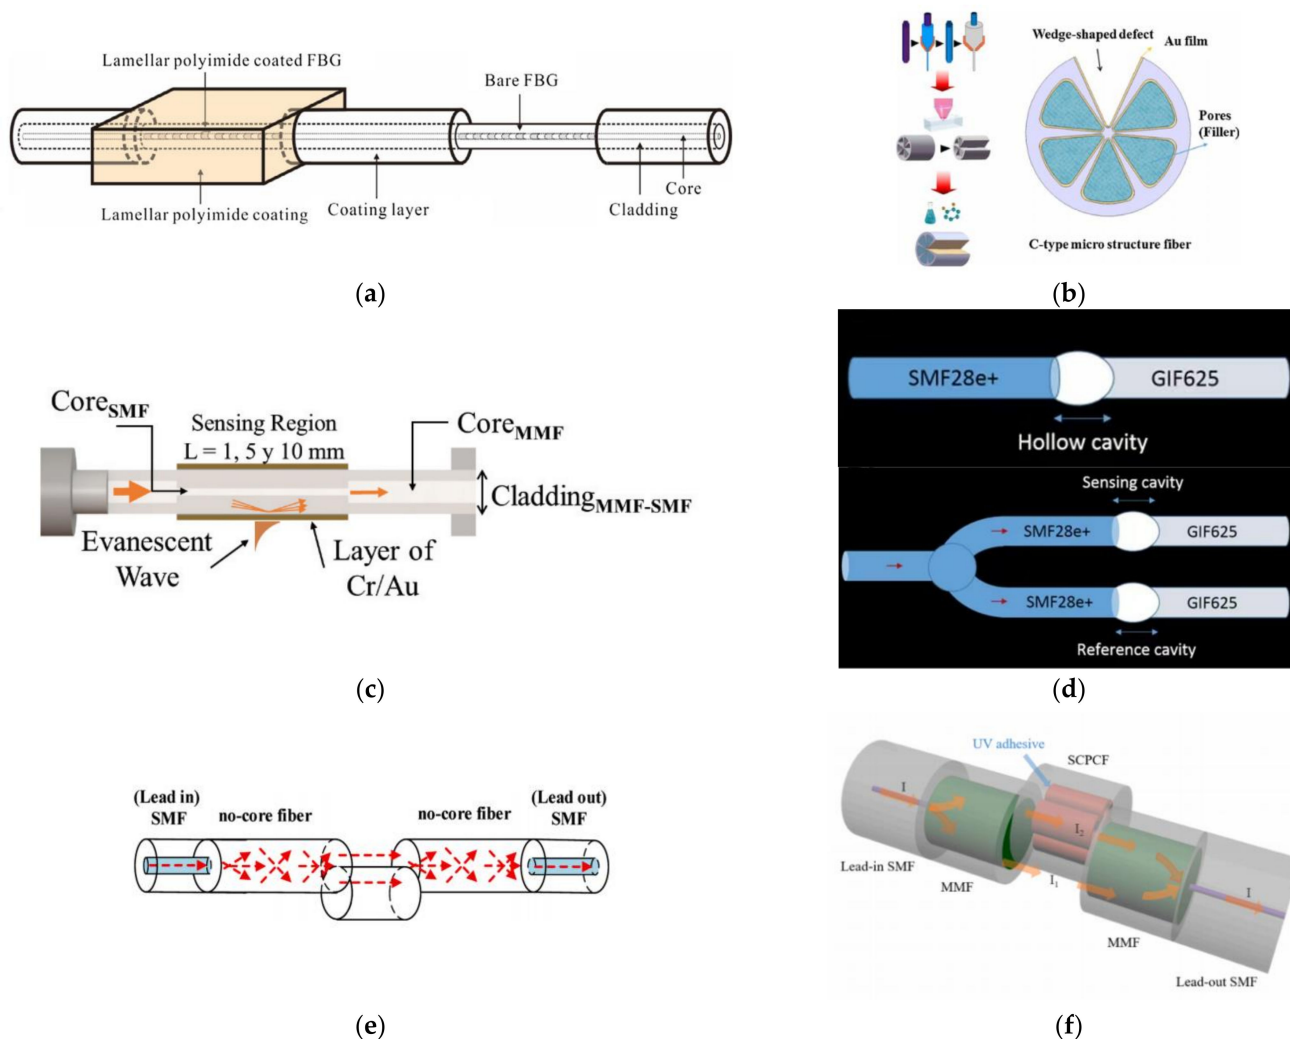 Lamellar polyimide coated FBG
Bare FBG
Core
Lamellar polyimide coating
Coating layer
Cladding
(a)
Wedge-shaped defect
Au film
Pores
(Filler)
C-type micro structure fiber
(b)
CoreSMF
Sensing Region
L = 1, 5 y 10 mm
CoreMMF
CladdingMMF-SMF
Evanescent
Wave
Layer of
Cr/Au
(c)
SMF28e+
GIF625
Hollow cavity
Sensing cavity
SMF28e+
GIF625
SMF28e+
GIF625
Reference cavity
(d)
(Lead in)
SMF
no-core fiber
no-core fiber
(Lead out)
SMF
(e)
UV adhesive
SCPCF
I
I2
Lead-in SMF
MMF
I1
I
MMF
Lead-out SMF
(f)